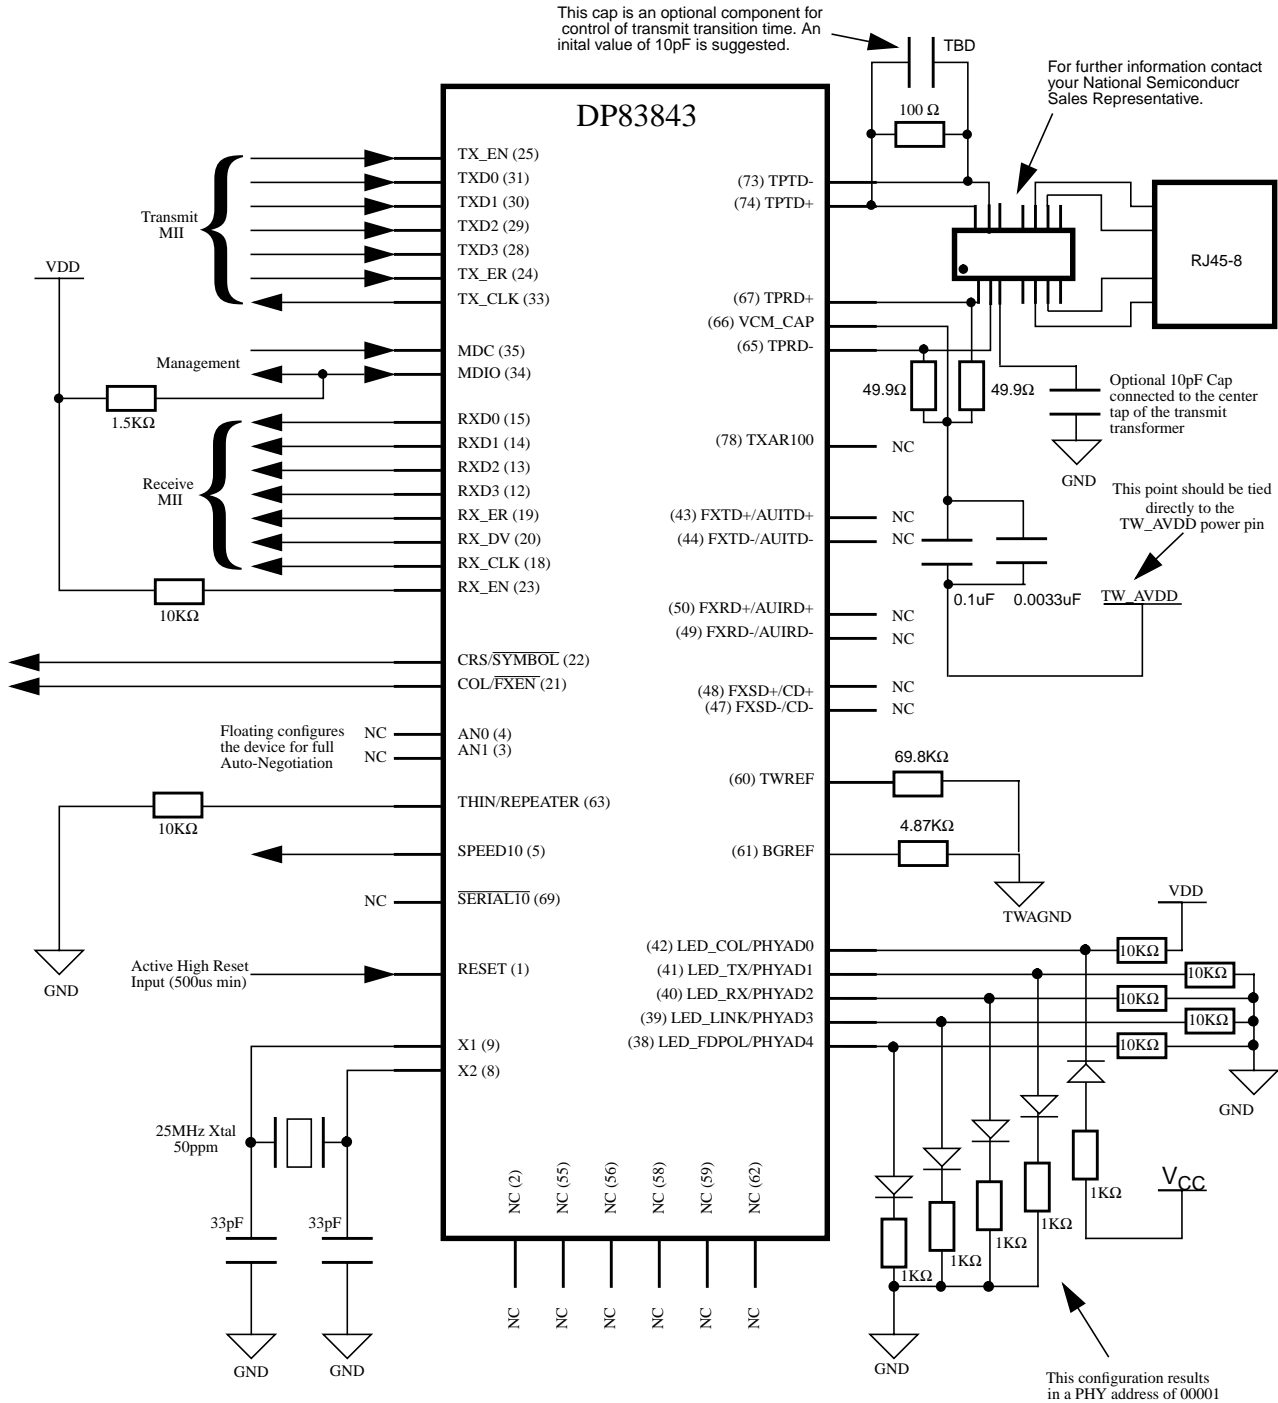 This cap is an optional component for
control of transmit transition time. An
inital value of 10pF is suggested.
TBD
For further information contact
your National Semiconducr
Sales Representative.
100 Ω
DP83843
TX_EN (25)
TXD0 (31)
TXD1 (30)
TXD2 (29)
TXD3 (28)
TX_ER (24)
TX_CLK (33)
Transmit
MII
VDD
(73) TPTD-
(74) TPTD+
RJ45-8
(67) TPRD+
(66) VCM_CAP
(65) TPRD-
Management
MDC (35)
MDIO (34)
1.5KΩ
49.9Ω
49.9Ω
Optional 10pF Cap
connected to the center
tap of the transmit
transformer
GND
RXD0 (15)
RXD1 (14)
RXD2 (13)
RXD3 (12)
RX_ER (19)
RX_DV (20)
RX_CLK (18)
RX_EN (23)
Receive
MII
10KΩ
(78) TXAR100
NC
(43) FXTD+/AUITD+
NC
(44) FXTD-/AUITD-
NC
This point should be tied
directly to the
TW_AVDD power pin
0.1uF
0.0033uF
TW_AVDD
(50) FXRD+/AUIRD+
NC
(49) FXRD-/AUIRD-
NC
CRS/SYMBOL (22)
COL/FXEN (21)
(48) FXSD+/CD+
NC
(47) FXSD-/CD-
NC
Floating configures
the device for full
Auto-Negotiation
NC
AN0 (4)
NC
AN1 (3)
(60) TWREF
69.8KΩ
THIN/REPEATER (63)
10KΩ
4.87KΩ
SPEED10 (5)
(61) BGREF
TWAGND
NC
SERIAL10 (69)
VDD
GND
Active High Reset
Input (500us min)
RESET (1)
(42) LED_COL/PHYAD0
10KΩ
(41) LED_TX/PHYAD1
10KΩ
(40) LED_RX/PHYAD2
10KΩ
(39) LED_LINK/PHYAD3
10KΩ
(38) LED_FDPOL/PHYAD4
10KΩ
GND
X1 (9)
X2 (8)
25MHz Xtal
50ppm
33pF
33pF
GND
GND
NC (2)
NC (55)
NC (56)
NC (58)
NC (59)
NC (62)
NC
NC
NC
NC
NC
NC
VCC
1KΩ
1KΩ
1KΩ
1KΩ
1KΩ
GND
This configuration results
in a PHY address of 00001